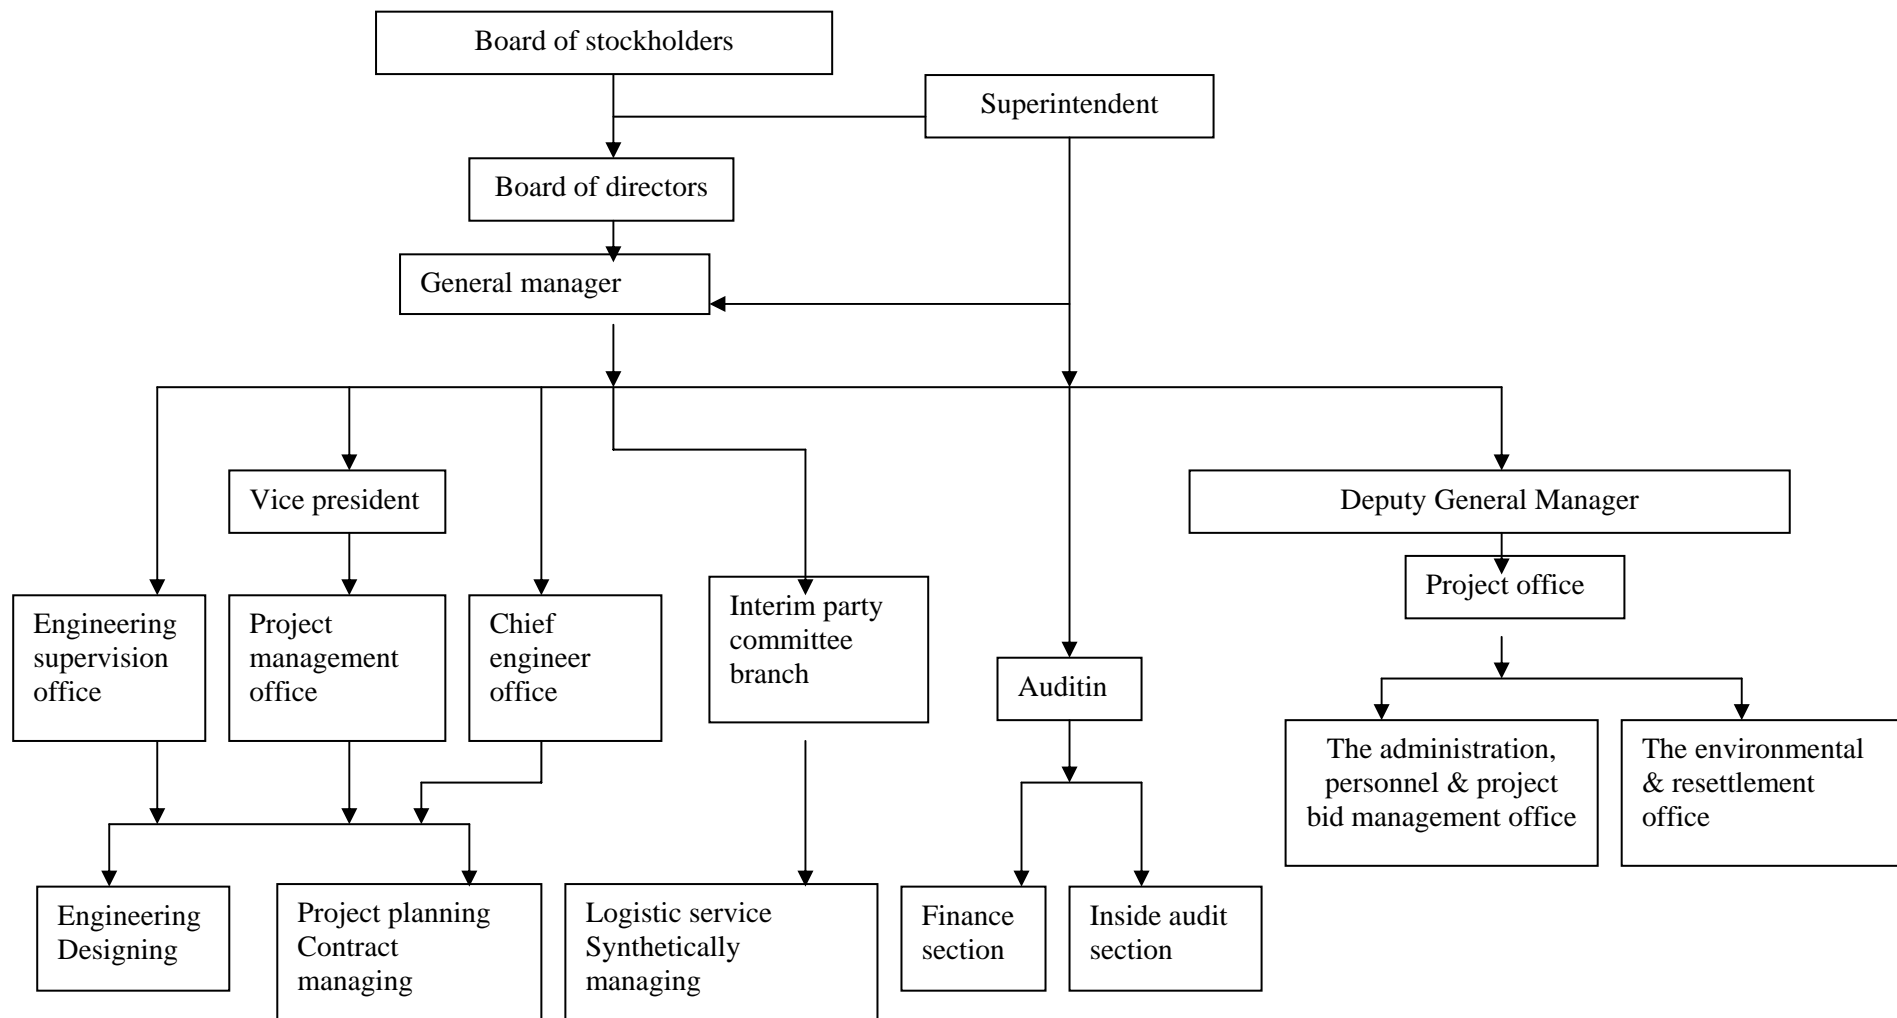 Board of stockholders
Superintendent
Board of directors
General manager
Vice president
Deputy General Manager
Project office
Engineering
supervision
office
Project
management
office
Chief
engineer
office
Interim party
committee
branch
Auditin
The administration,
personnel & project
bid management office
The environmental
& resettlement
office
Engineering
Designing
Project planning
Contract
managing
Logistic service
Synthetically
managing
Finance
section
Inside audit
section